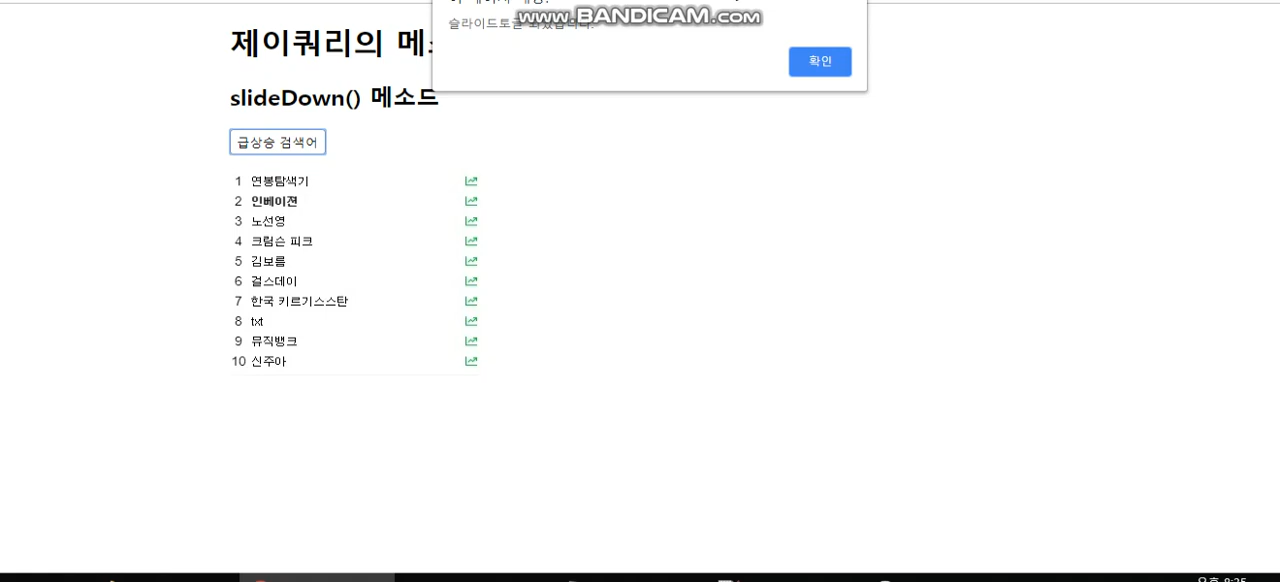 www.BANDICAM.com
슬라이드토글 되었습니다.
확인
제이쿼리의 메
slideDown() 메소드
급상승 검색어
1 연봉탐색기
2 인베이젼
3 노선영
4 크림슨 피크
5 김보름
6 걸스데이
7 한국 키르기스스탄
8 txt
9 뮤직뱅크
10 신주아